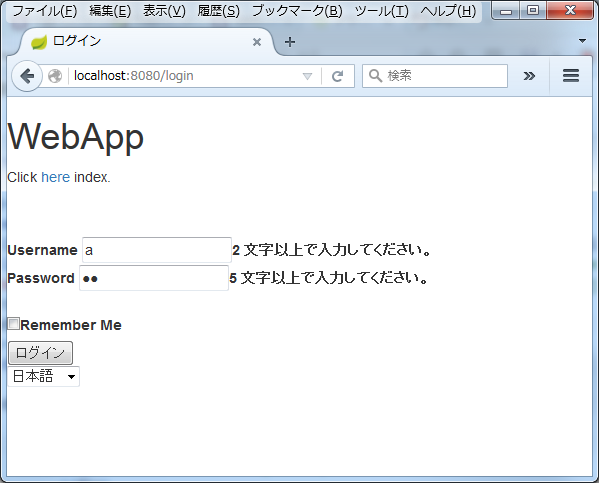 ファイル(F) 編集(E) 表示(V) 履歴(S) ブックマーク(B) ツール(T) ヘルプ(H)
ログイン
localhost:8080/login 検索
WebApp
Click here index.
Username a 2 文字以上で入力してください。
Password ●● 5 文字以上で入力してください。
Remember Me
ログイン
日本語